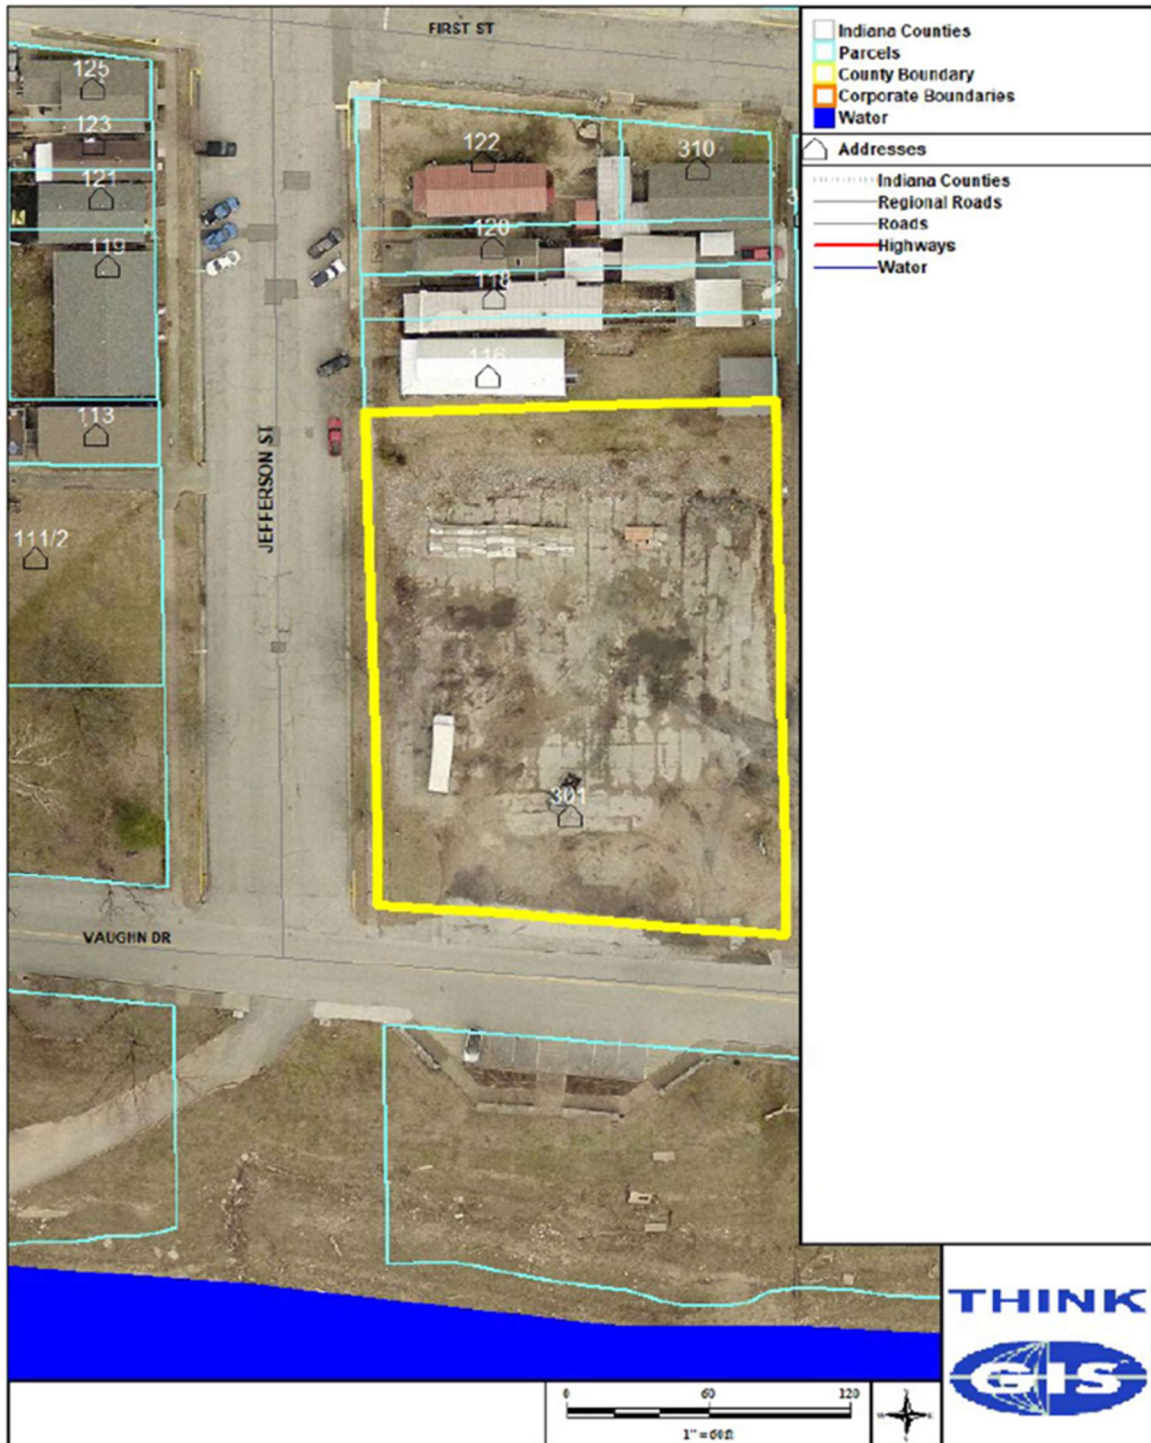 FIRST ST
125
123
121
119
113
111/2
122
310
120
118
116
301
JEFFERSON ST
VAUGHN DR
Indiana Counties
Parcels
County Boundary
Corporate Boundaries
Water
Addresses
Indiana Counties
Regional Roads
Roads
Highways
Water
THINK
GIS
0 60 120
1" = 60ft